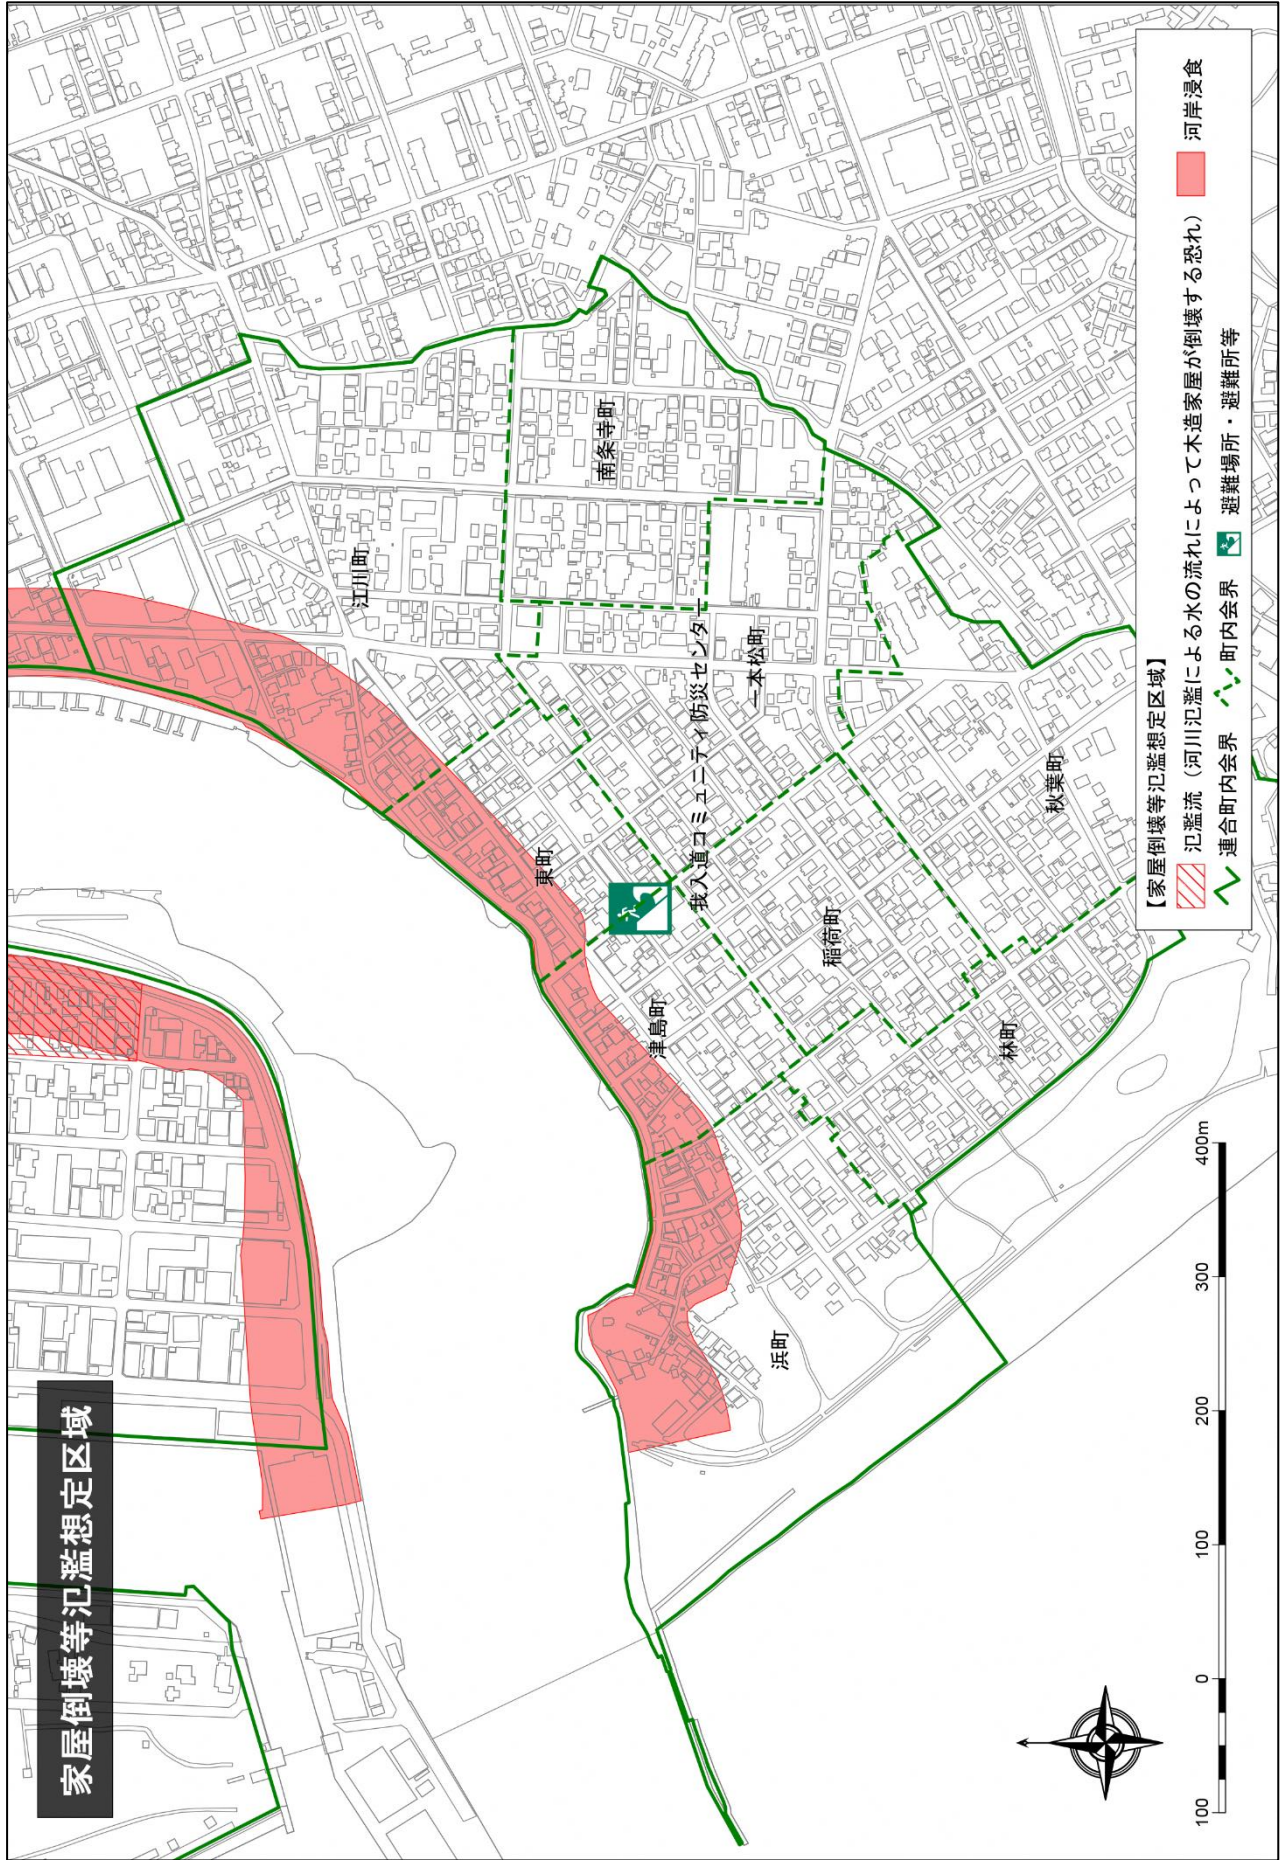 家屋倒壊等氾濫想定区域
江川町
南条寺町
東町
一本松町
我入道コミュニティ防災センター
津島町
稲荷町
秋葉町
林町
浜町
【家屋倒壊等氾濫想定区域】
氾濫流（河川氾濫による水の流れによって木造家屋が倒壊する恐れ） 河岸浸食
連合町内会界 町内会界 避難場所・避難所等
100 0 100 200 300 400m